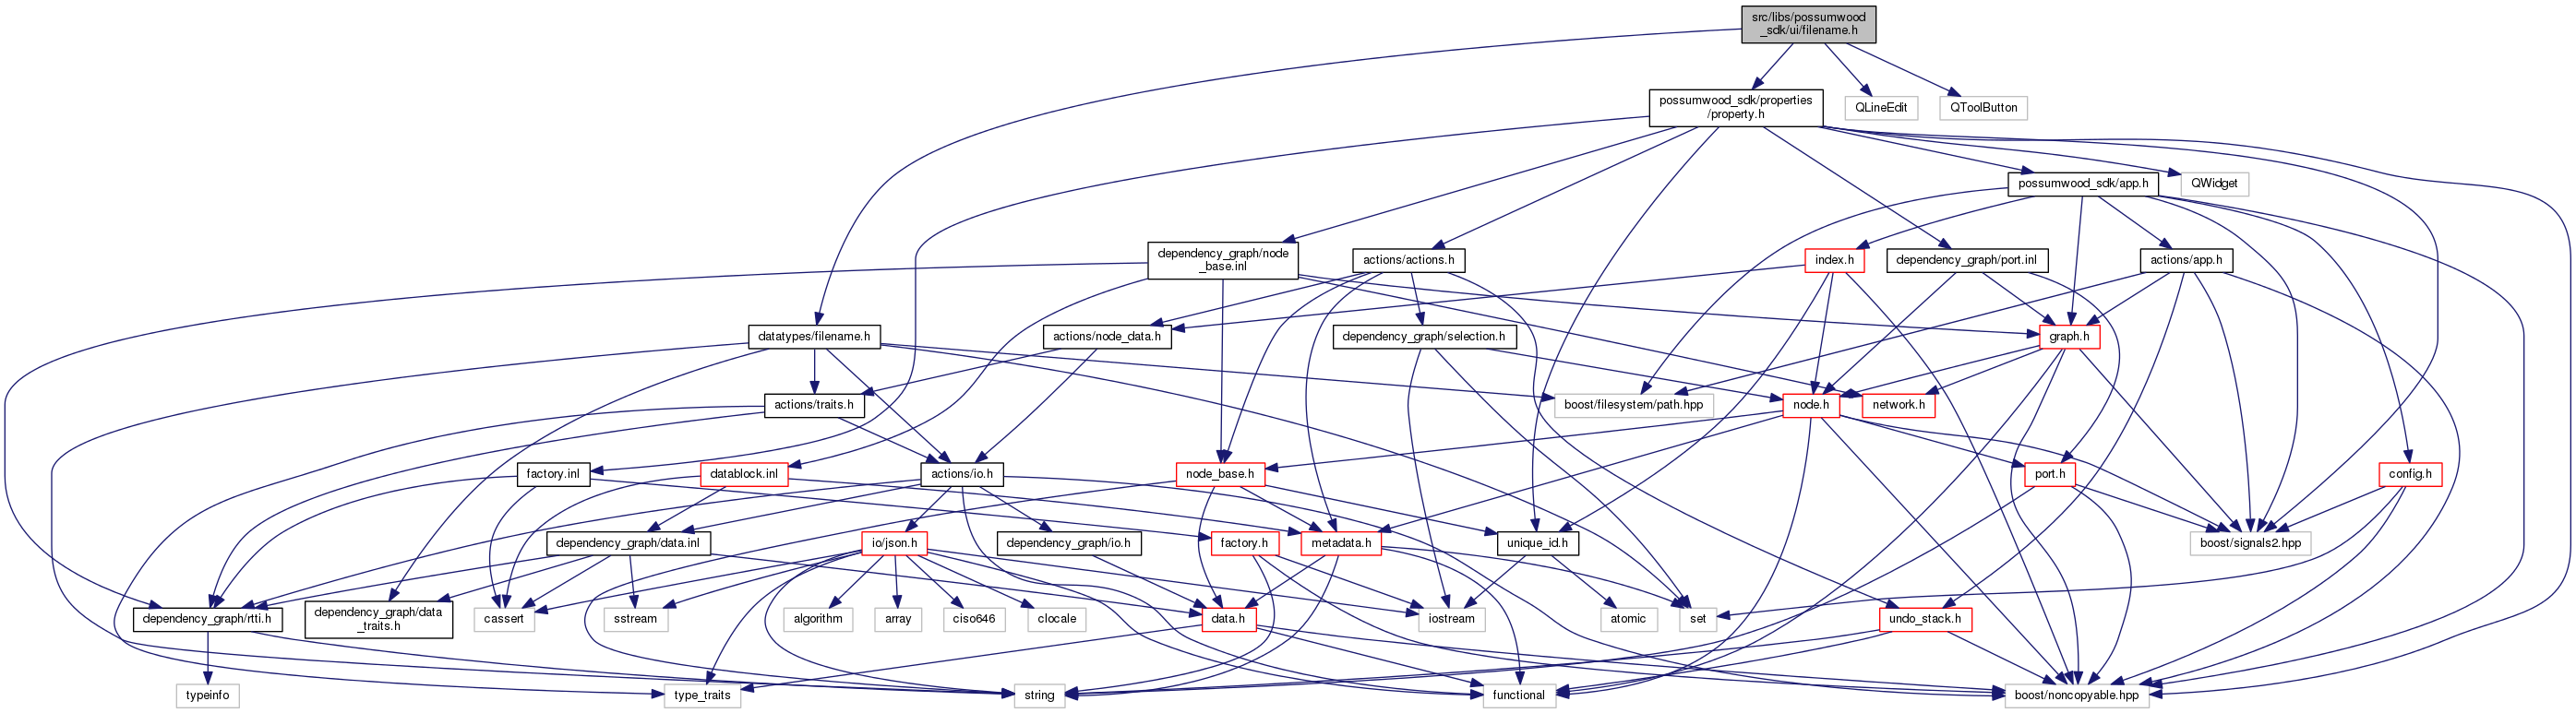 src/libs/possumwood
_sdk/ui/filename.h
possumwood_sdk/properties
/property.h
QLineEdit
QToolButton
possumwood_sdk/app.h
QWidget
dependency_graph/node
_base.inl
actions/actions.h
index.h
dependency_graph/port.inl
actions/app.h
datatypes/filename.h
actions/node_data.h
dependency_graph/selection.h
graph.h
actions/traits.h
boost/filesystem/path.hpp
node.h
network.h
factory.inl
datablock.inl
actions/io.h
node_base.h
port.h
config.h
dependency_graph/data.inl
io/json.h
dependency_graph/io.h
factory.h
metadata.h
unique_id.h
boost/signals2.hpp
dependency_graph/rtti.h
dependency_graph/data
_traits.h
cassert
sstream
algorithm
array
ciso646
clocale
data.h
iostream
atomic
set
undo_stack.h
typeinfo
type_traits
string
functional
boost/noncopyable.hpp